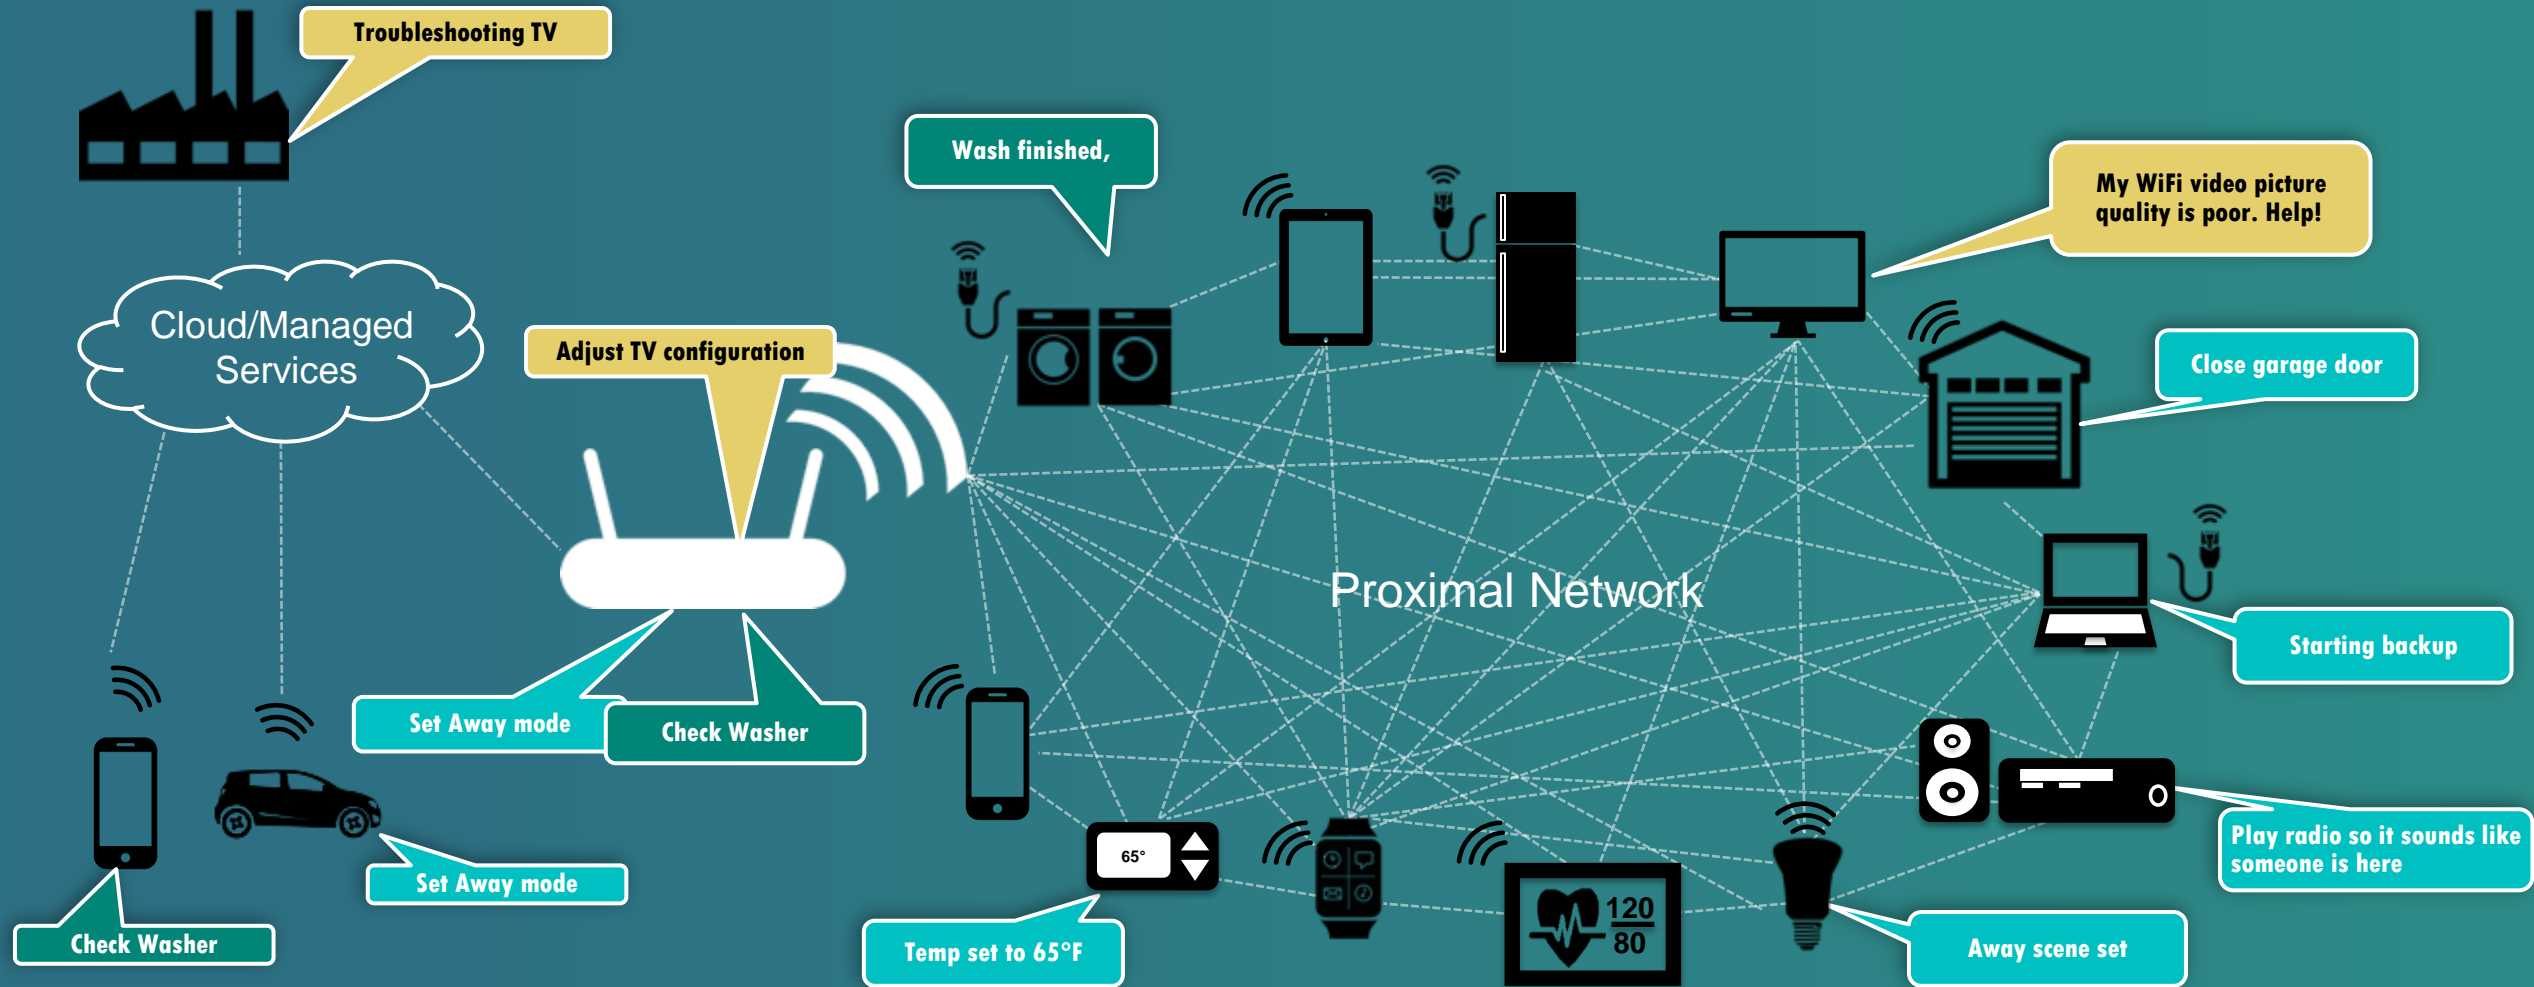 Troubleshooting TV
Wash finished,
My WiFi video picture
quality is poor. Help!
Cloud/Managed
Services
Adjust TV configuration
Close garage door
Proximal Network
Starting backup
Set Away mode
Check Washer
Play radio so it sounds like
someone is here
65°
Set Away mode
Check Washer
Temp set to 65°F
120
80
Away scene set